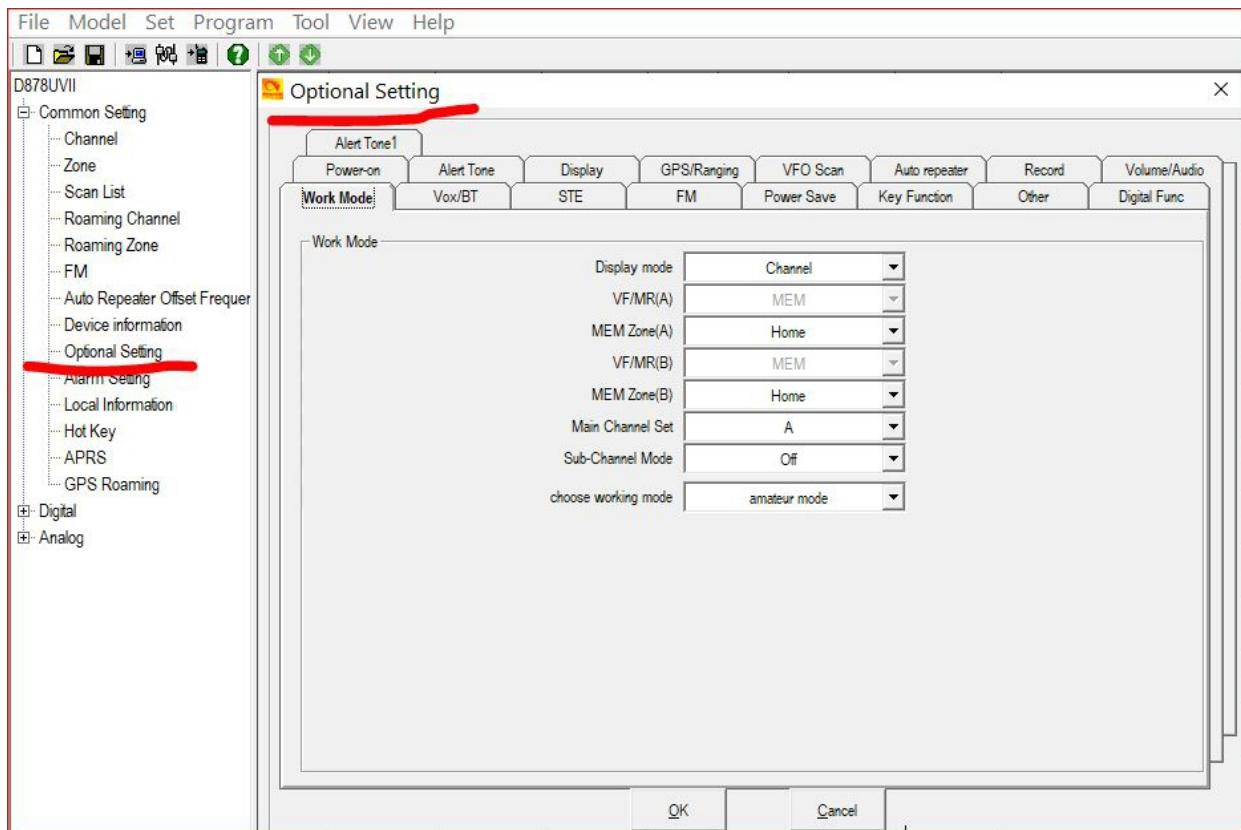 File Model Set Program Tool View Help
D878UVII
Common Setting
Channel
Zone
Scan List
Roaming Channel
Roaming Zone
FM
Auto Repeater Offset Frequer
Device information
Optional Setting
Alarm Setting
Local Information
Hot Key
APRS
GPS Roaming
Digital
Analog
Optional Setting
Alert Tone1
Power-on Alert Tone Display GPS/Ranging VFO Scan Auto repeater Record Volume/Audio
Work Mode Vox/BT STE FM Power Save Key Function Other Digital Func
Work Mode
Display mode Channel
VF/MR(A) MEM
MEM Zone(A) Home
VF/MR(B) MEM
MEM Zone(B) Home
Main Channel Set A
Sub-Channel Mode Off
choose working mode amateur mode
OK Cancel